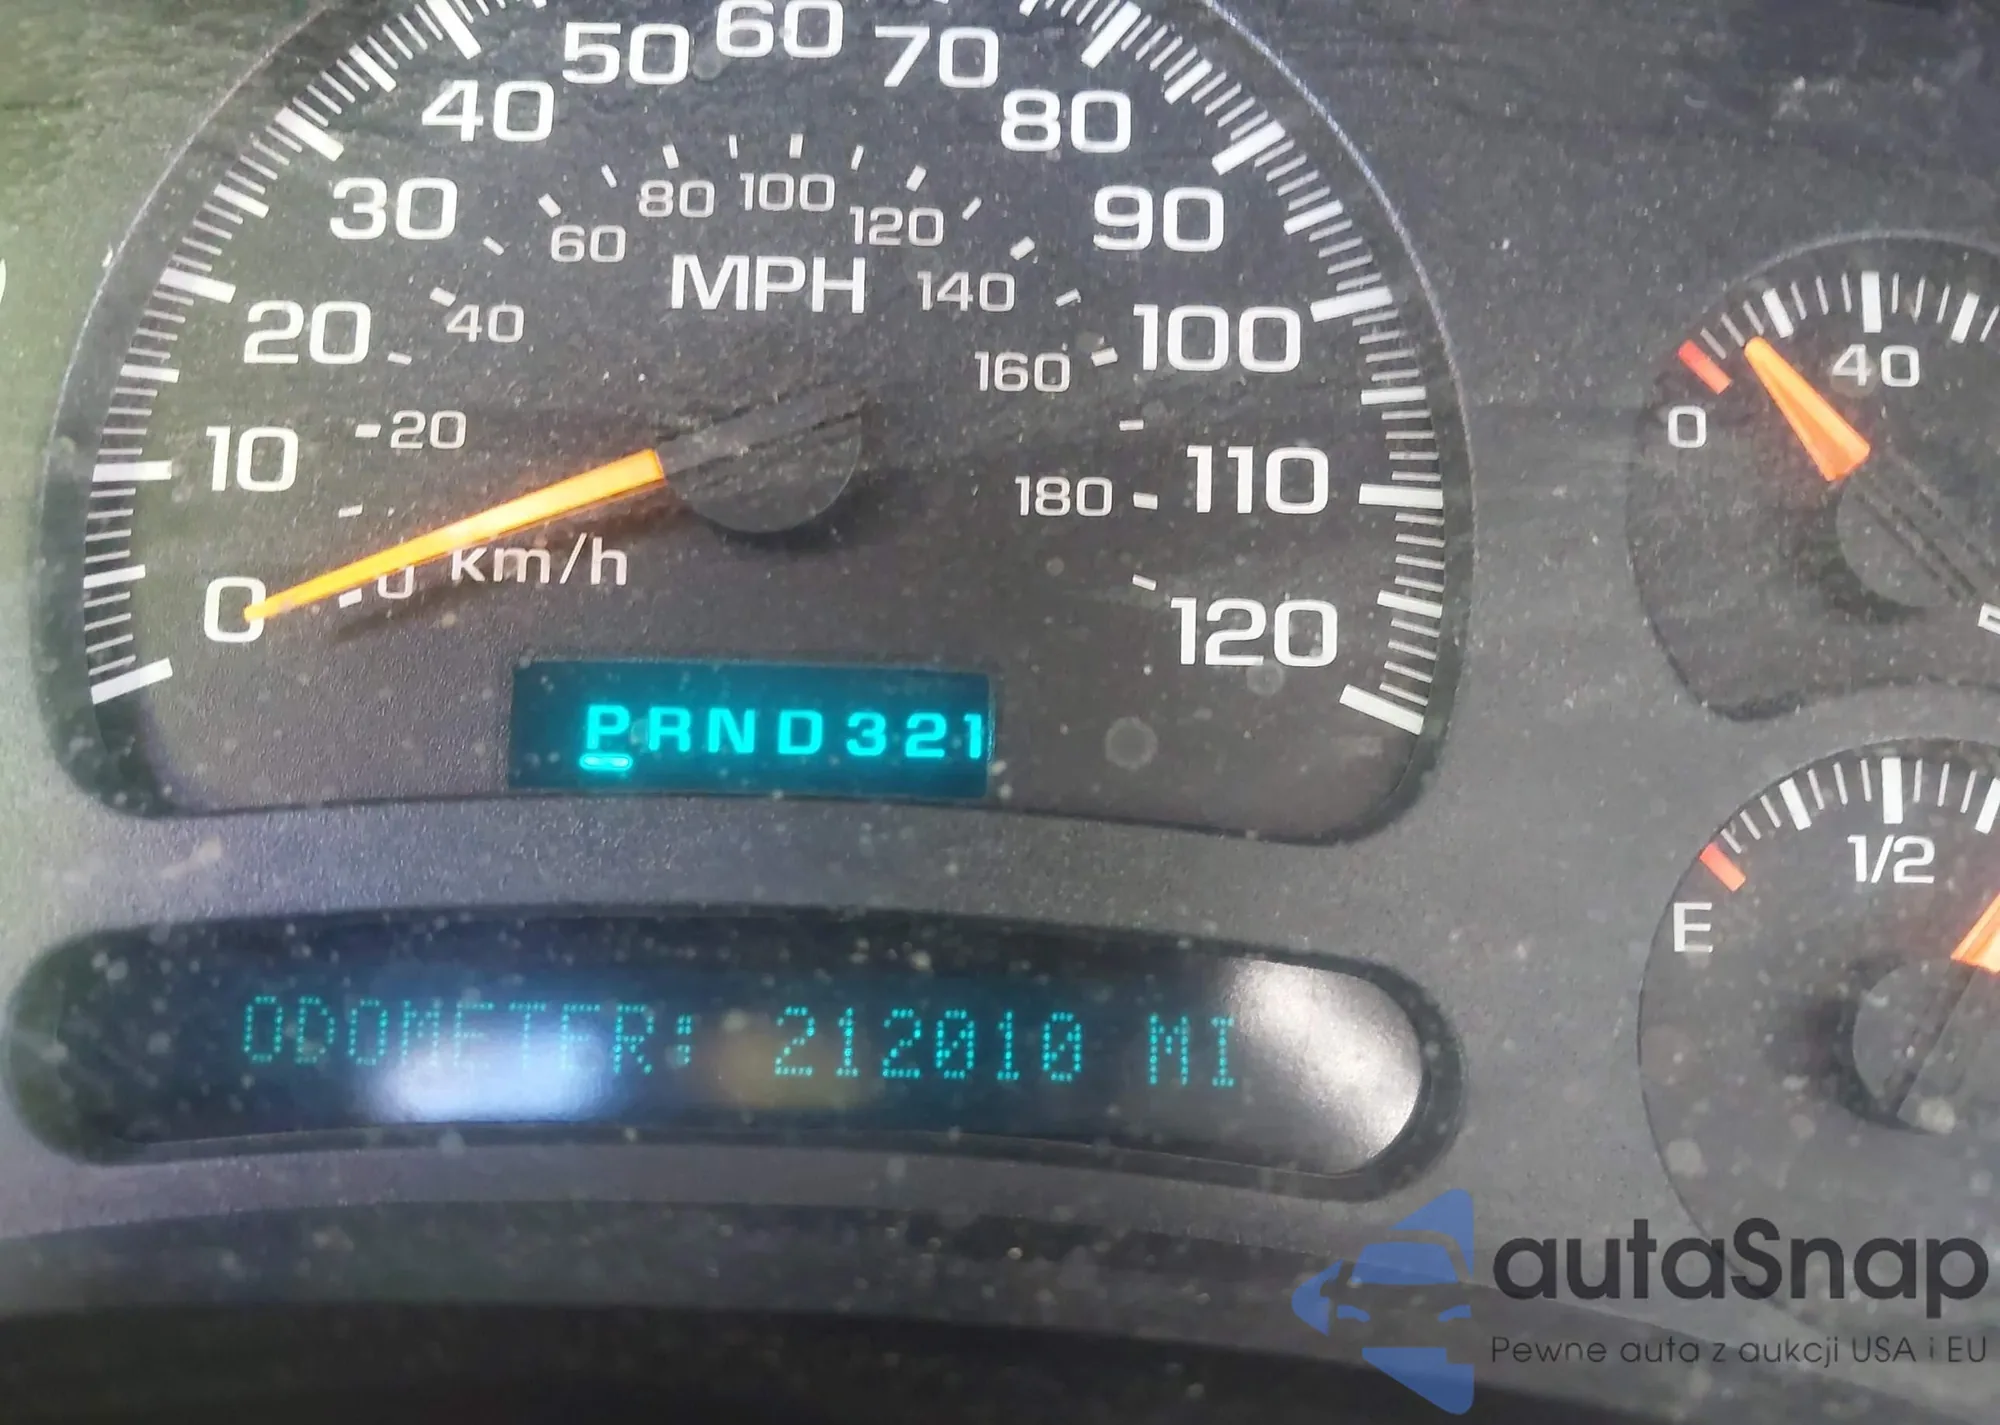 50 60 70
40 80
30 80 100 120 90
60
MPH 140
20 40 100
160 40
10 20 0
180 110
0 0 km/h
120
PRND321
1/2
E
ODOMETER: 212010 MI
autaSnap
Pewne auta z aukcji USA i EU